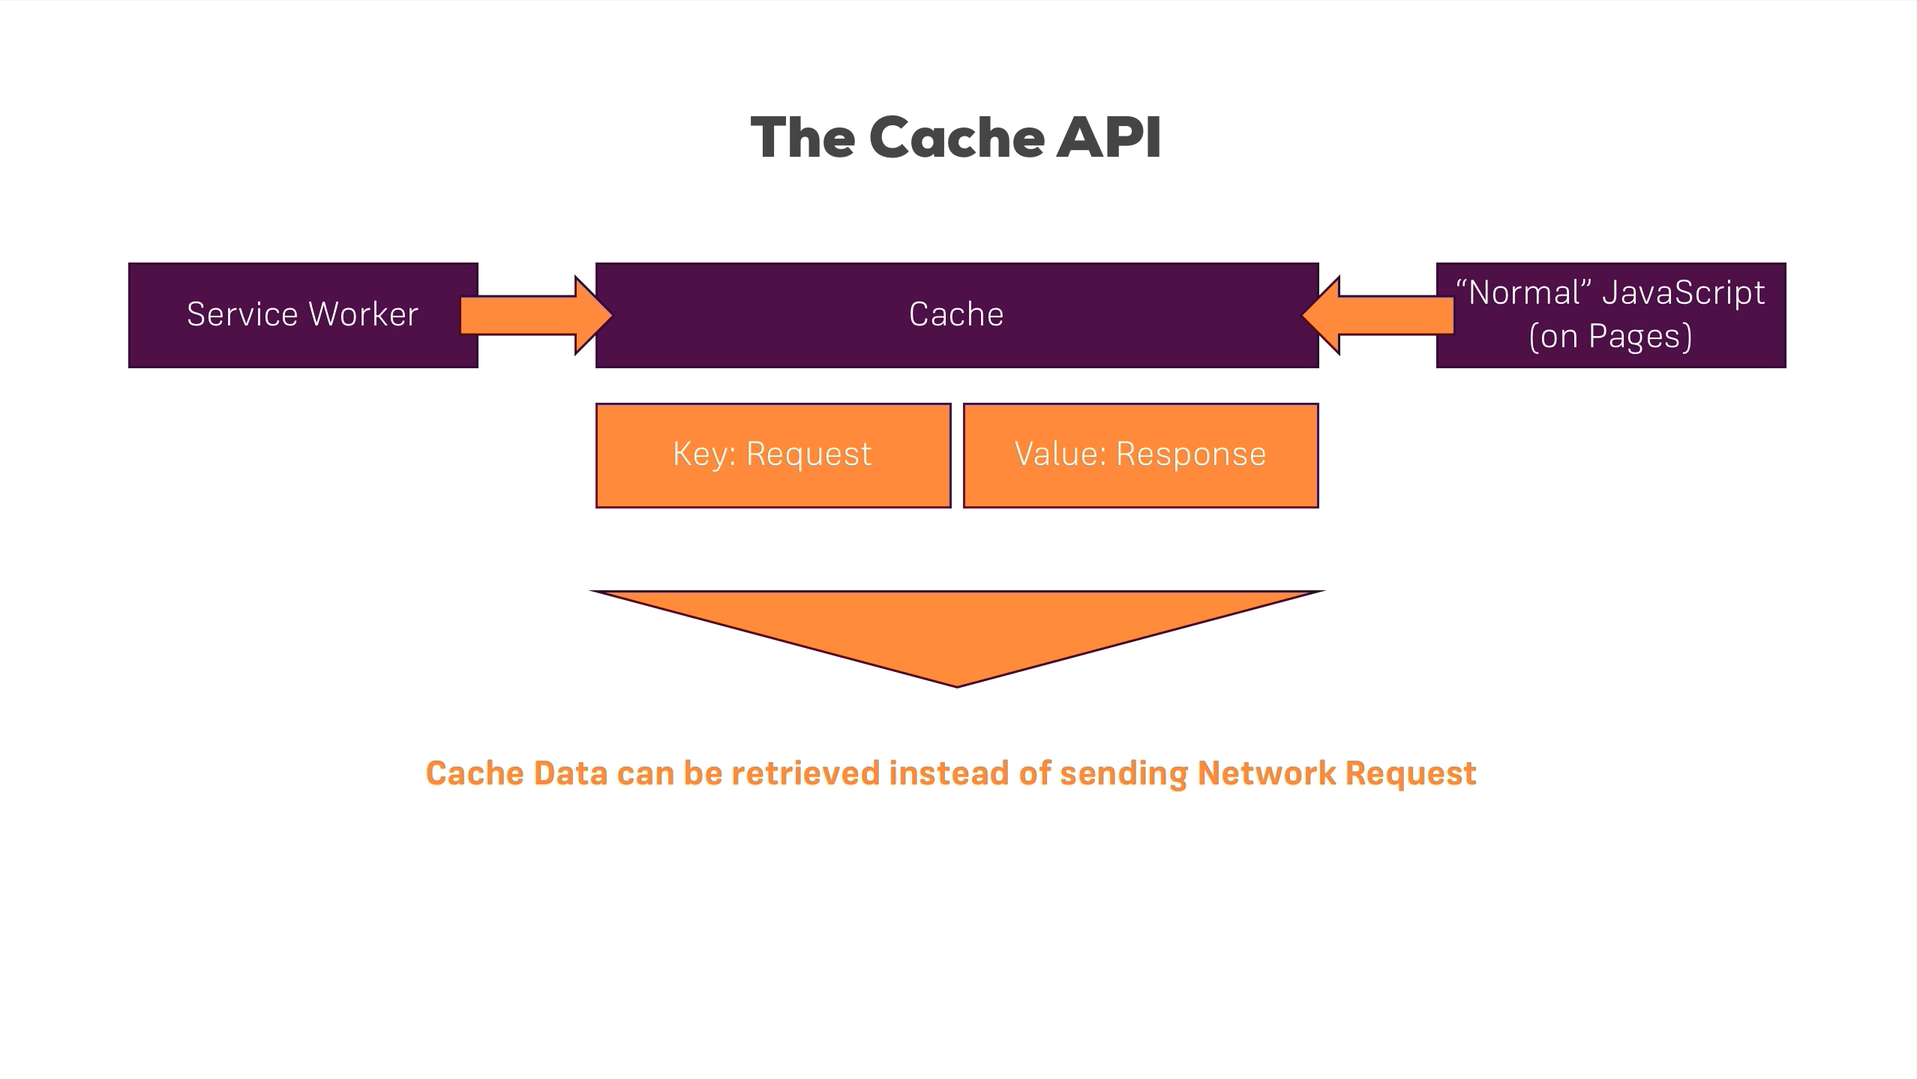 The Cache API
Service Worker
Cache
“Normal” JavaScript
(on Pages)
Key: Request
Value: Response
Cache Data can be retrieved instead of sending Network Request